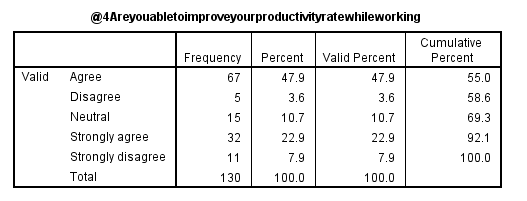 @4Areyouabletoimproveyourproductivityratewhileworking
Frequency Percent Valid Percent Cumulative Percent
Valid Agree 67 47.9 47.9 55.0
Disagree 5 3.6 3.6 58.6
Neutral 15 10.7 10.7 69.3
Strongly agree 32 22.9 22.9 92.1
Strongly disagree 11 7.9 7.9 100.0
Total 130 100.0 100.0